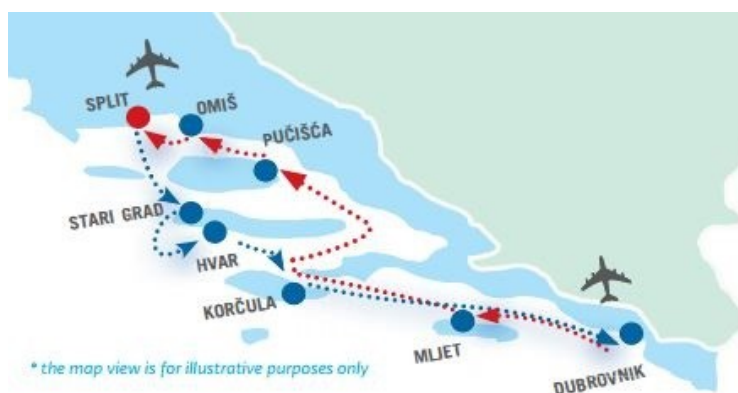 SPLIT
OMIŠ
PUČIŠĆA
STARI GRAD
HVAR
KORČULA
MLJET
DUBROVNIK
* the map view is for illustrative purposes only